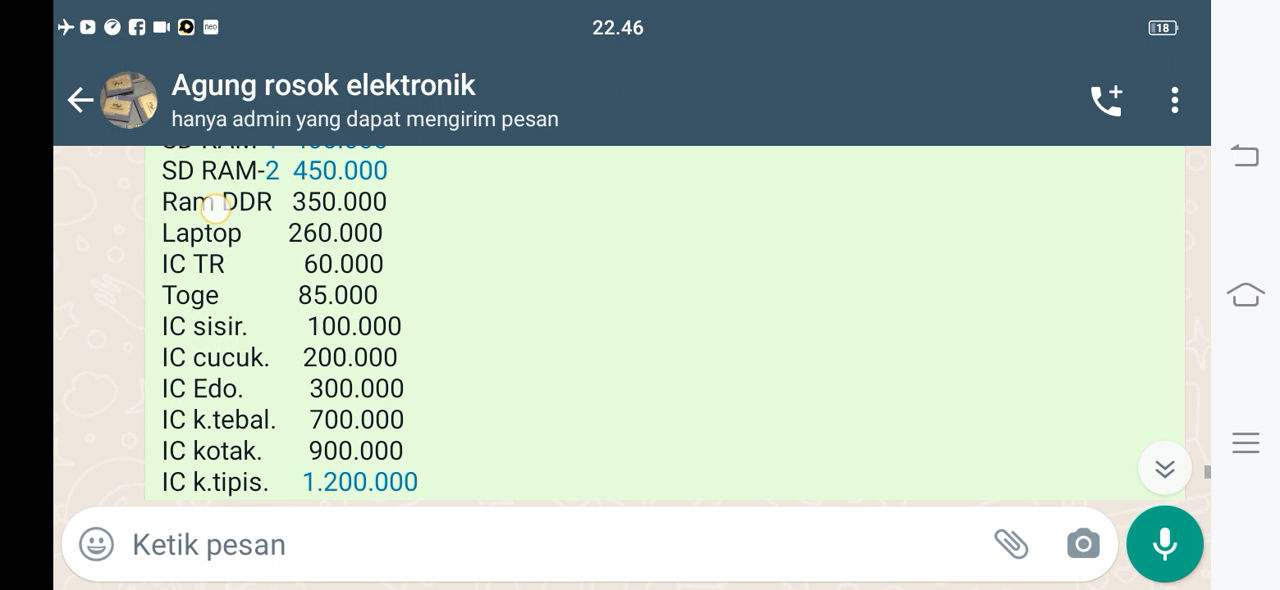 neo
22.46
18
Agung rosok elektronik
hanya admin yang dapat mengirim pesan
SD RAM-2 450.000
Ram DDR 350.000
Laptop 260.000
IC TR 60.000
Toge 85.000
IC sisir. 100.000
IC cucuk. 200.000
IC Edo. 300.000
IC k.tebal. 700.000
IC kotak. 900.000
IC k.tipis. 1.200.000
Ketik pesan